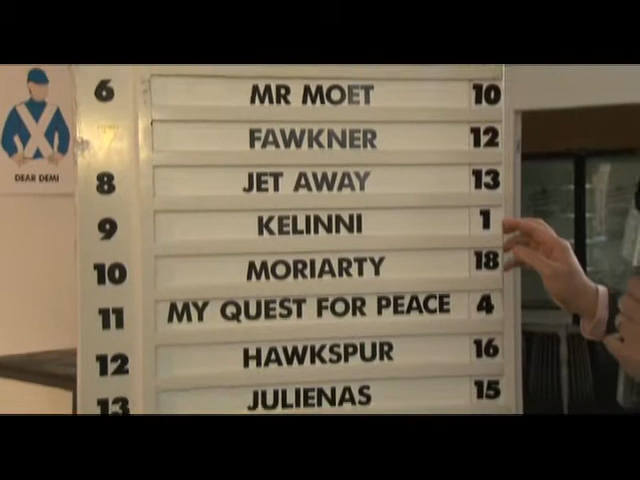 6 MR MOET 10
7 FAWKNER 12
8 JET AWAY 13
9 KELINNI 1
10 MORIARTY 18
11 MY QUEST FOR PEACE 4
12 HAWKSPUR 16
13 JULIENAS 15
DEAR DEMI